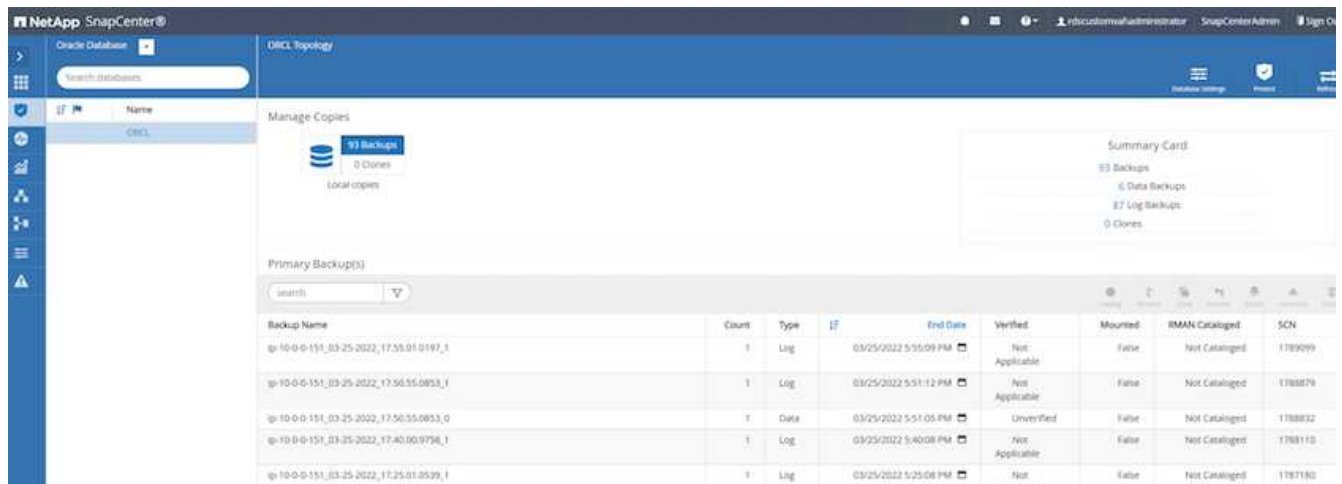 NetApp SnapCenter®
rdscustomvalladministrator SnapCenterAdmin Sign Ou
Oracle Database
ORCL Topology
Search databases
Database Settings Protect Refresh
Name
ORCL
Manage Copies
93 Backups
0 Clones
Local copies
Summary Card
93 Backups
6 Data Backups
87 Log Backups
0 Clones
Primary Backup(s)
search
Backup Name Count Type End Date Verified Mounted RMAN Cataloged SCN
ip-10-0-0-151_03-25-2022_17.55.01.0197_1 1 Log 03/25/2022 5:55:09 PM Not Applicable False Not Cataloged 1789099
ip-10-0-0-151_03-25-2022_17.50.55.0853_1 1 Log 03/25/2022 5:51:12 PM Not Applicable False Not Cataloged 1788879
ip-10-0-0-151_03-25-2022_17.50.55.0853_0 1 Data 03/25/2022 5:51:05 PM Unverified False Not Cataloged 1788832
ip-10-0-0-151_03-25-2022_17.40.00.9758_1 1 Log 03/25/2022 5:40:08 PM Not Applicable False Not Cataloged 1788110
ip-10-0-0-151_03-25-2022_17.25.01.0539_1 1 Log 03/25/2022 5:25:08 PM Not False Not Cataloged 1787180